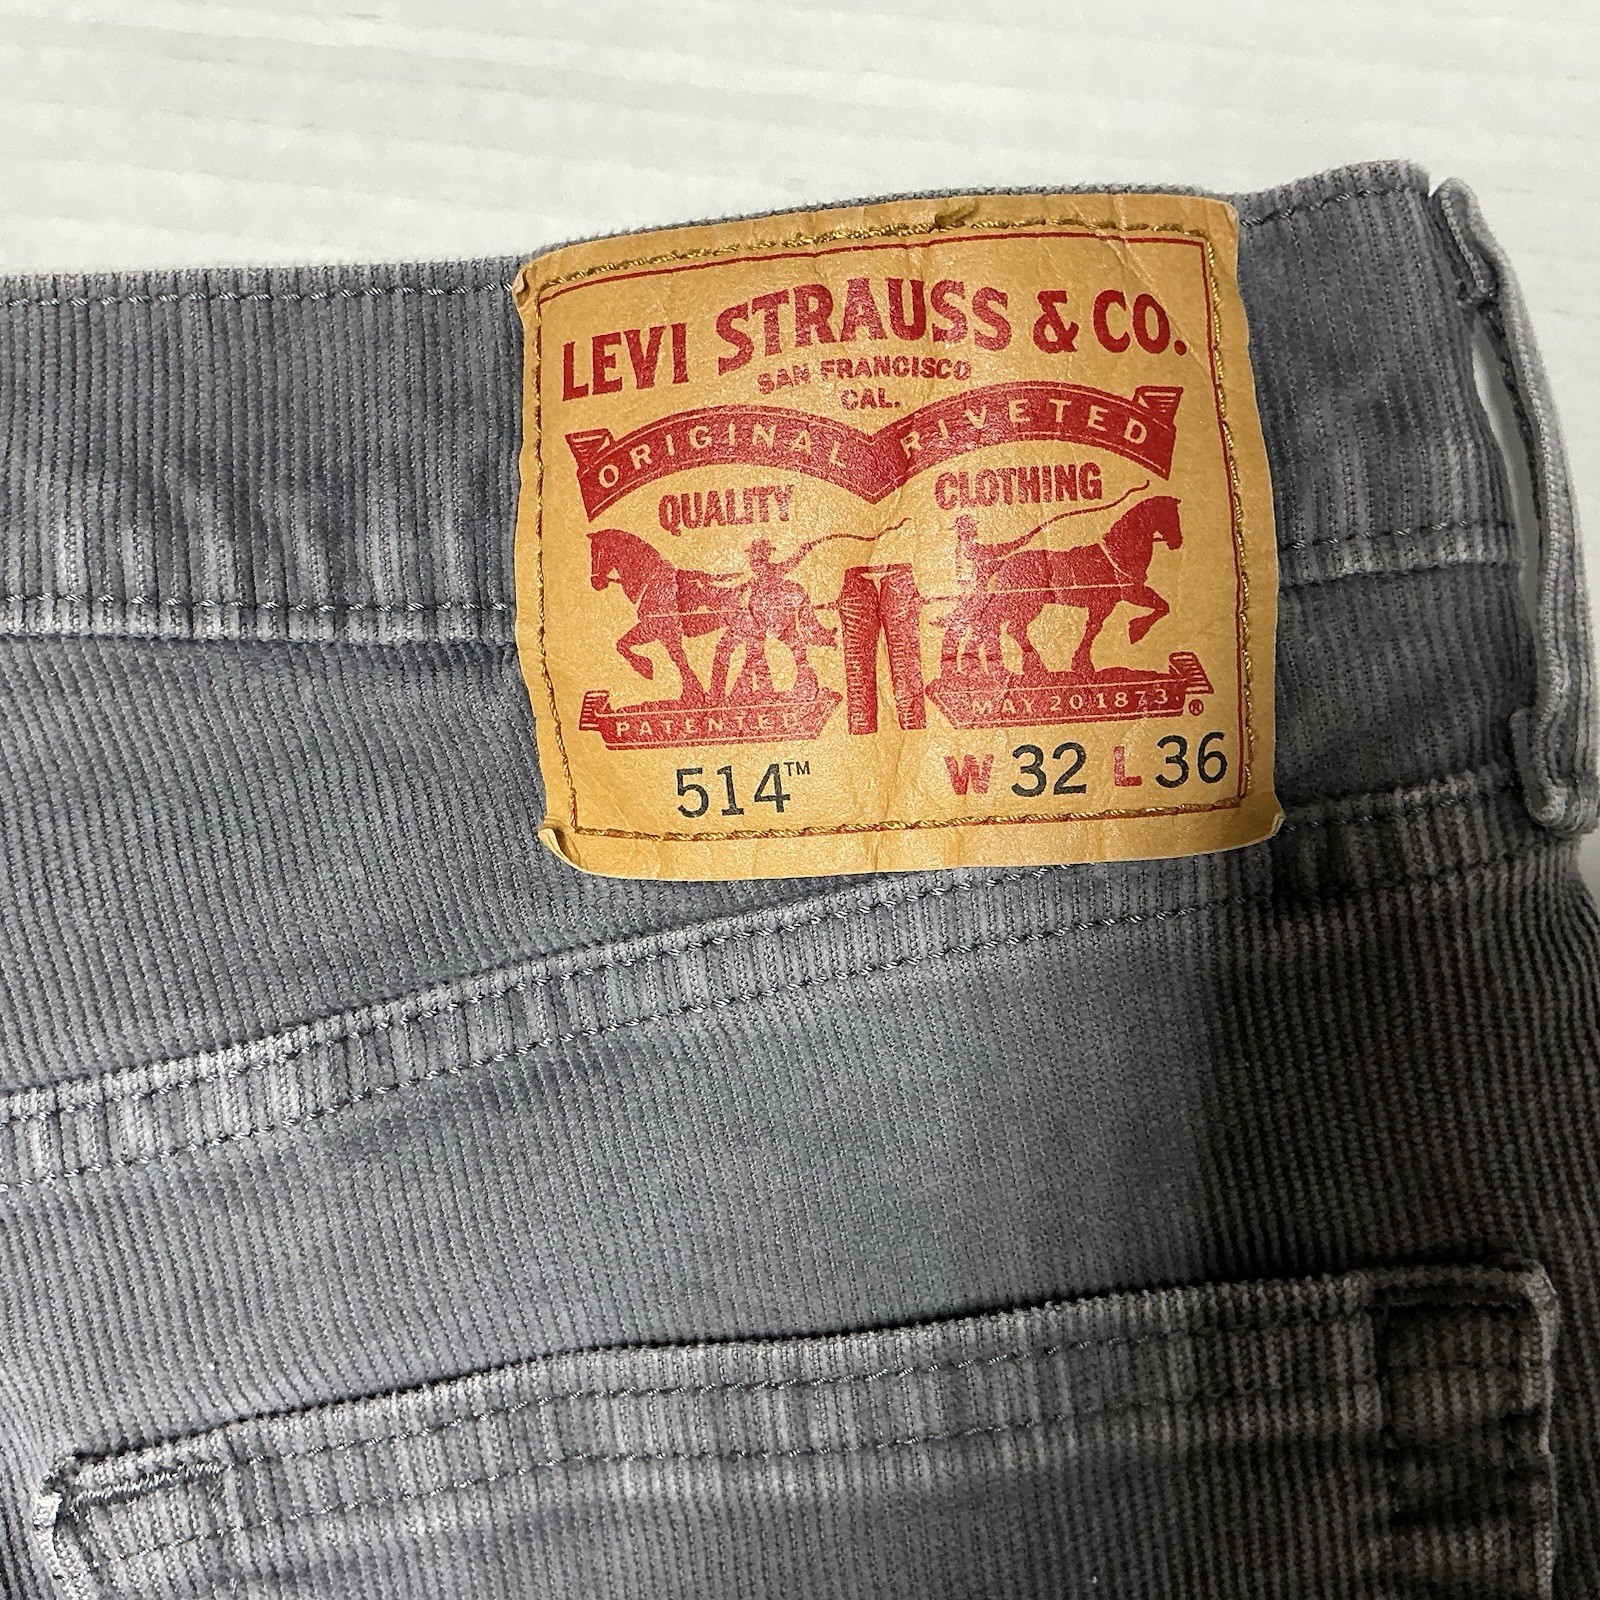 LEVI STRAUSS & CO.
SAN FRANCISCO
CAL.
ORIGINAL RIVETED
QUALITY CLOTHING
PATENTED MAY 20 1873 ®
514™ W 32 L 36